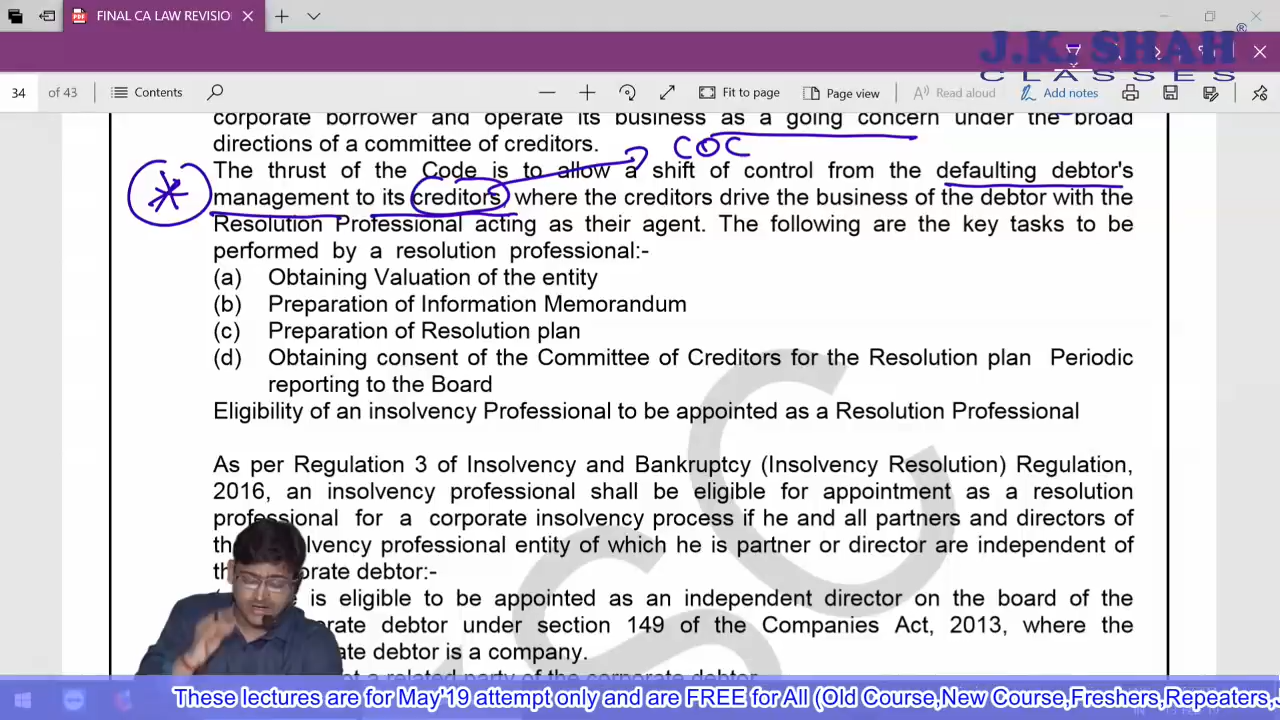 FINAL CA LAW REVISION
J.K. SHAH
®
CLASSES
34 of 43 Contents Fit to page Page view Read aloud Add notes
corporate borrower and operate its business as a going concern under the broad
directions of a committee of creditors.
COC
The thrust of the Code is to allow a shift of control from the defaulting debtor's
management to its creditors, where the creditors drive the business of the debtor with the
Resolution Professional acting as their agent. The following are the key tasks to be
performed by a resolution professional:-
(a) Obtaining Valuation of the entity
(b) Preparation of Information Memorandum
(c) Preparation of Resolution plan
(d) Obtaining consent of the Committee of Creditors for the Resolution plan Periodic
reporting to the Board
Eligibility of an insolvency Professional to be appointed as a Resolution Professional
As per Regulation 3 of Insolvency and Bankruptcy (Insolvency Resolution) Regulation,
2016, an insolvency professional shall be eligible for appointment as a resolution
professional for a corporate insolvency process if he and all partners and directors of
professional entity of which he is partner or director are independent of
debtor:-
is eligible to be appointed as an independent director on the board of the
debtor under section 149 of the Companies Act, 2013, where the
debtor is a company.
a related party of the corporate debtor
These lectures are for May'19 attempt only and are FREE for All (Old Course,New Course,Freshers,Repeaters,